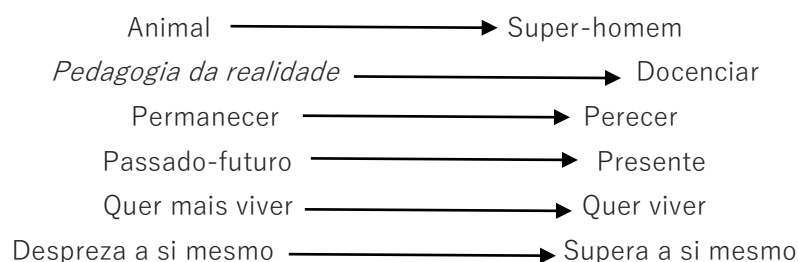 Animal Super-homem
Pedagogia da realidade Docenciar
Permanecer Perecer
Passado-futuro Presente
Quer mais viver Quer viver
Despreza a si mesmo Supera a si mesmo